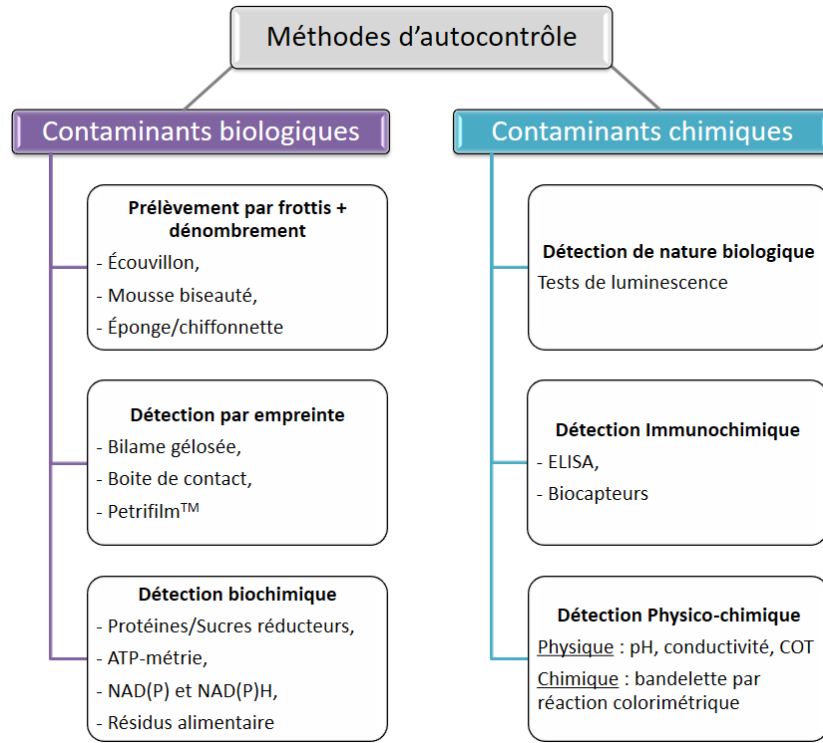 Méthodes d'autocontrôle
Contaminants biologiques
Prélèvement par frottis +
dénombrement
- Écouvillon,
- Mousse biseauté,
- Éponge/chiffonnette
Détection par empreinte
- Bilame gélosée,
- Boite de contact,
- Petrifilm™
Détection biochimique
- Protéines/Sucres réducteurs,
- ATP-métrie,
- NAD(P) et NAD(P)H,
- Résidus alimentaire
Contaminants chimiques
Détection de nature biologique
Tests de luminescence
Détection Immunochimique
- ELISA,
- Biocapteurs
Détection Physico-chimique
Physique : pH, conductivité, COT
Chimique : bandelette par
réaction colorimétrique